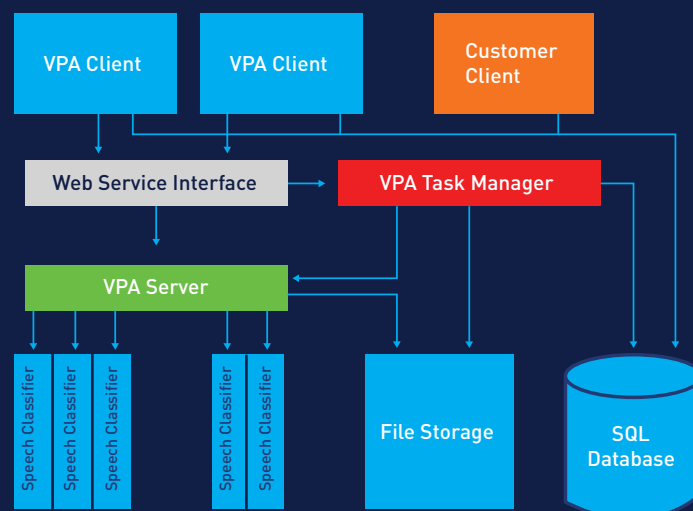 VPA Client
VPA Client
Customer
Client
Web Service Interface
VPA Task Manager
VPA Server
Speech Classifier
Speech Classifier
Speech Classifier
Speech Classifier
Speech Classifier
File Storage
SQL
Database